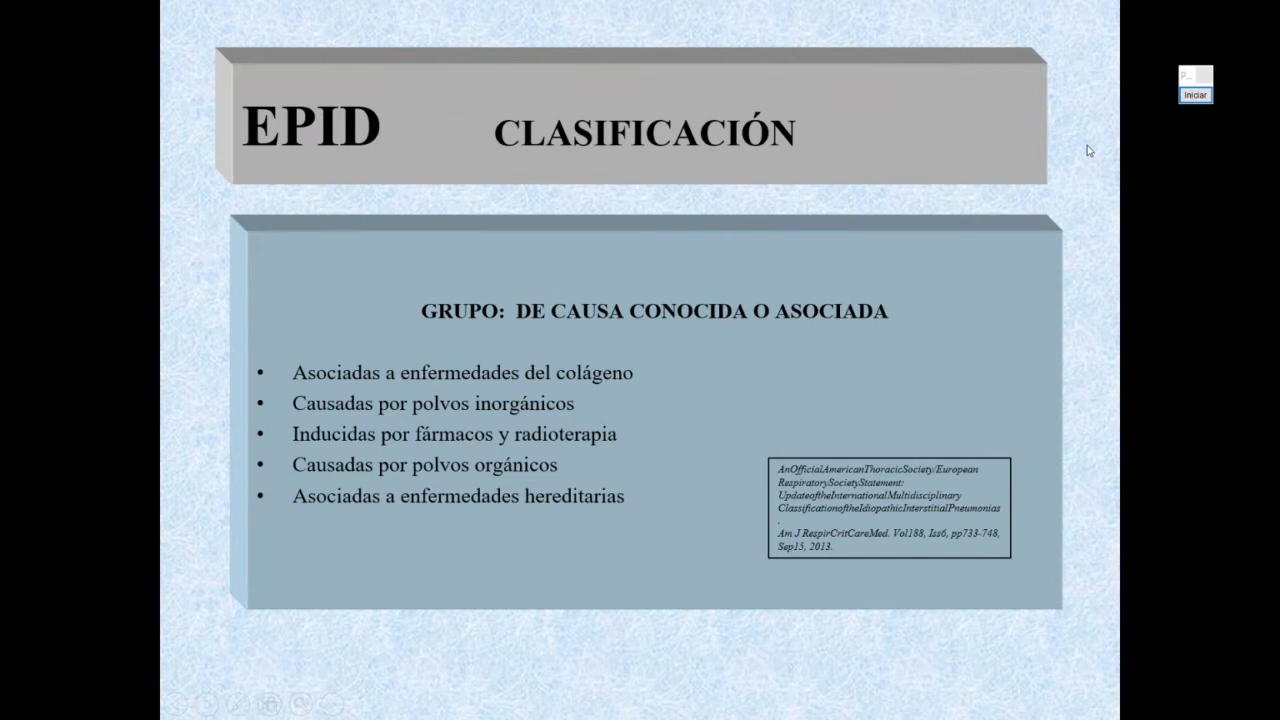 EPID CLASIFICACIÓN
P...
Iniciar
GRUPO: DE CAUSA CONOCIDA O ASOCIADA
• Asociadas a enfermedades del colágeno
• Causadas por polvos inorgánicos
• Inducidas por fármacos y radioterapia
• Causadas por polvos orgánicos
• Asociadas a enfermedades hereditarias
AnOfficialAmericanThoracicSociety/European
RespiratorySocietyStatement:
UpdateoftheInternationalMultidisciplinary
ClassificationoftheIdiopathicInterstitialPneumonias
.
Am J RespirCritCareMed. Vol188, Iss6, pp733-748,
Sep15, 2013.